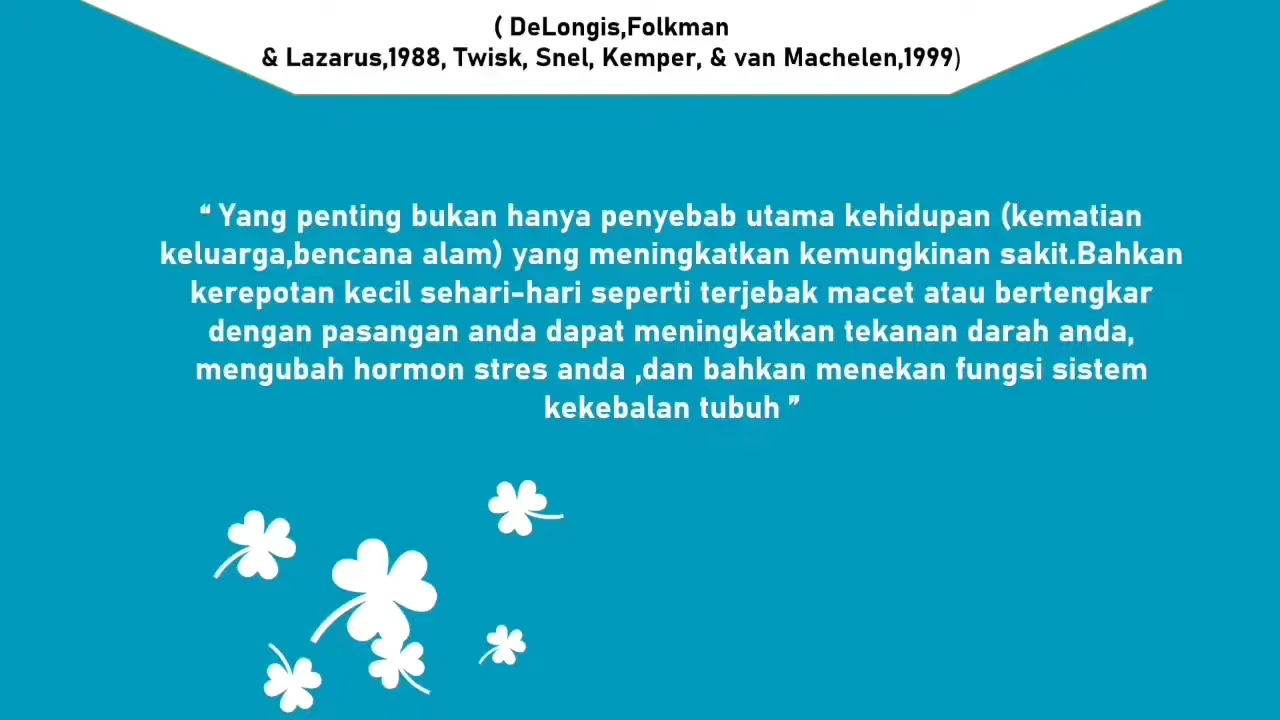 ( DeLongis,Folkman
& Lazarus,1988, Twisk, Snel, Kemper, & van Machelen,1999)
“ Yang penting bukan hanya penyebab utama kehidupan (kematian
keluarga,bencana alam) yang meningkatkan kemungkinan sakit.Bahkan
kerepotan kecil sehari-hari seperti terjebak macet atau bertengkar
dengan pasangan anda dapat meningkatkan tekanan darah anda,
mengubah hormon stres anda ,dan bahkan menekan fungsi sistem
kekebalan tubuh ”